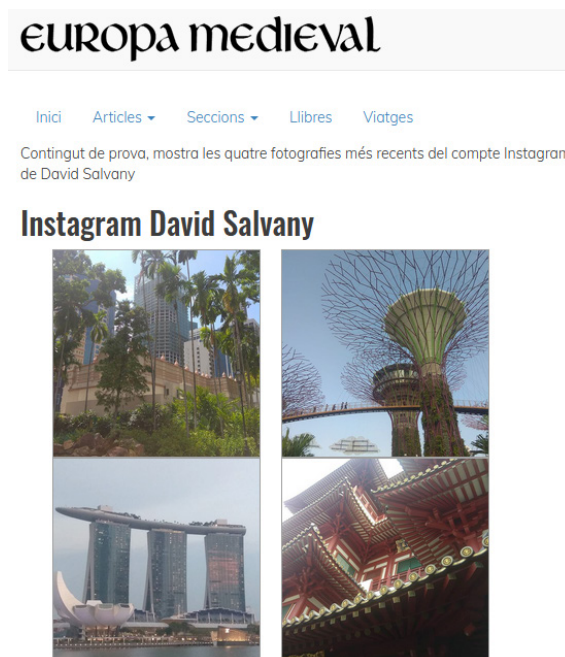 EUROPA MEDIEVAL
Inici Articles Seccions Llibres Viatges
Contingut de prova, mostra les quatre fotografies més recents del compte Instagram
de David Salvany
Instagram David Salvany